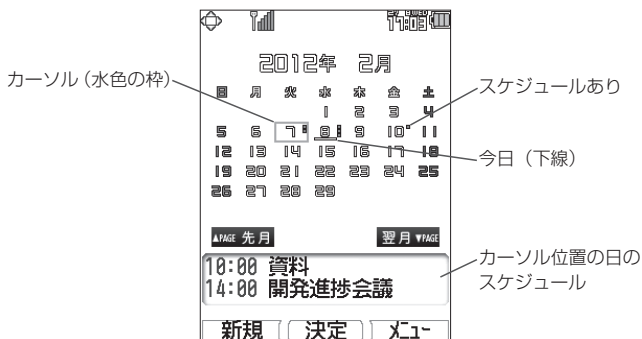 11:03
2012年 2月
日 月 火 水 木 金 土
1 2 3 4
5 6 7 8 9 10 11
12 13 14 15 16 17 18
19 20 21 22 23 24 25
26 27 28 29
▲PAGE 先月 翌月 ▼PAGE
10:00 資料
14:00 開発進捗会議
新規 決定 メニュー
カーソル（水色の枠）
スケジュールあり
今日（下線）
カーソル位置の日の
スケジュール